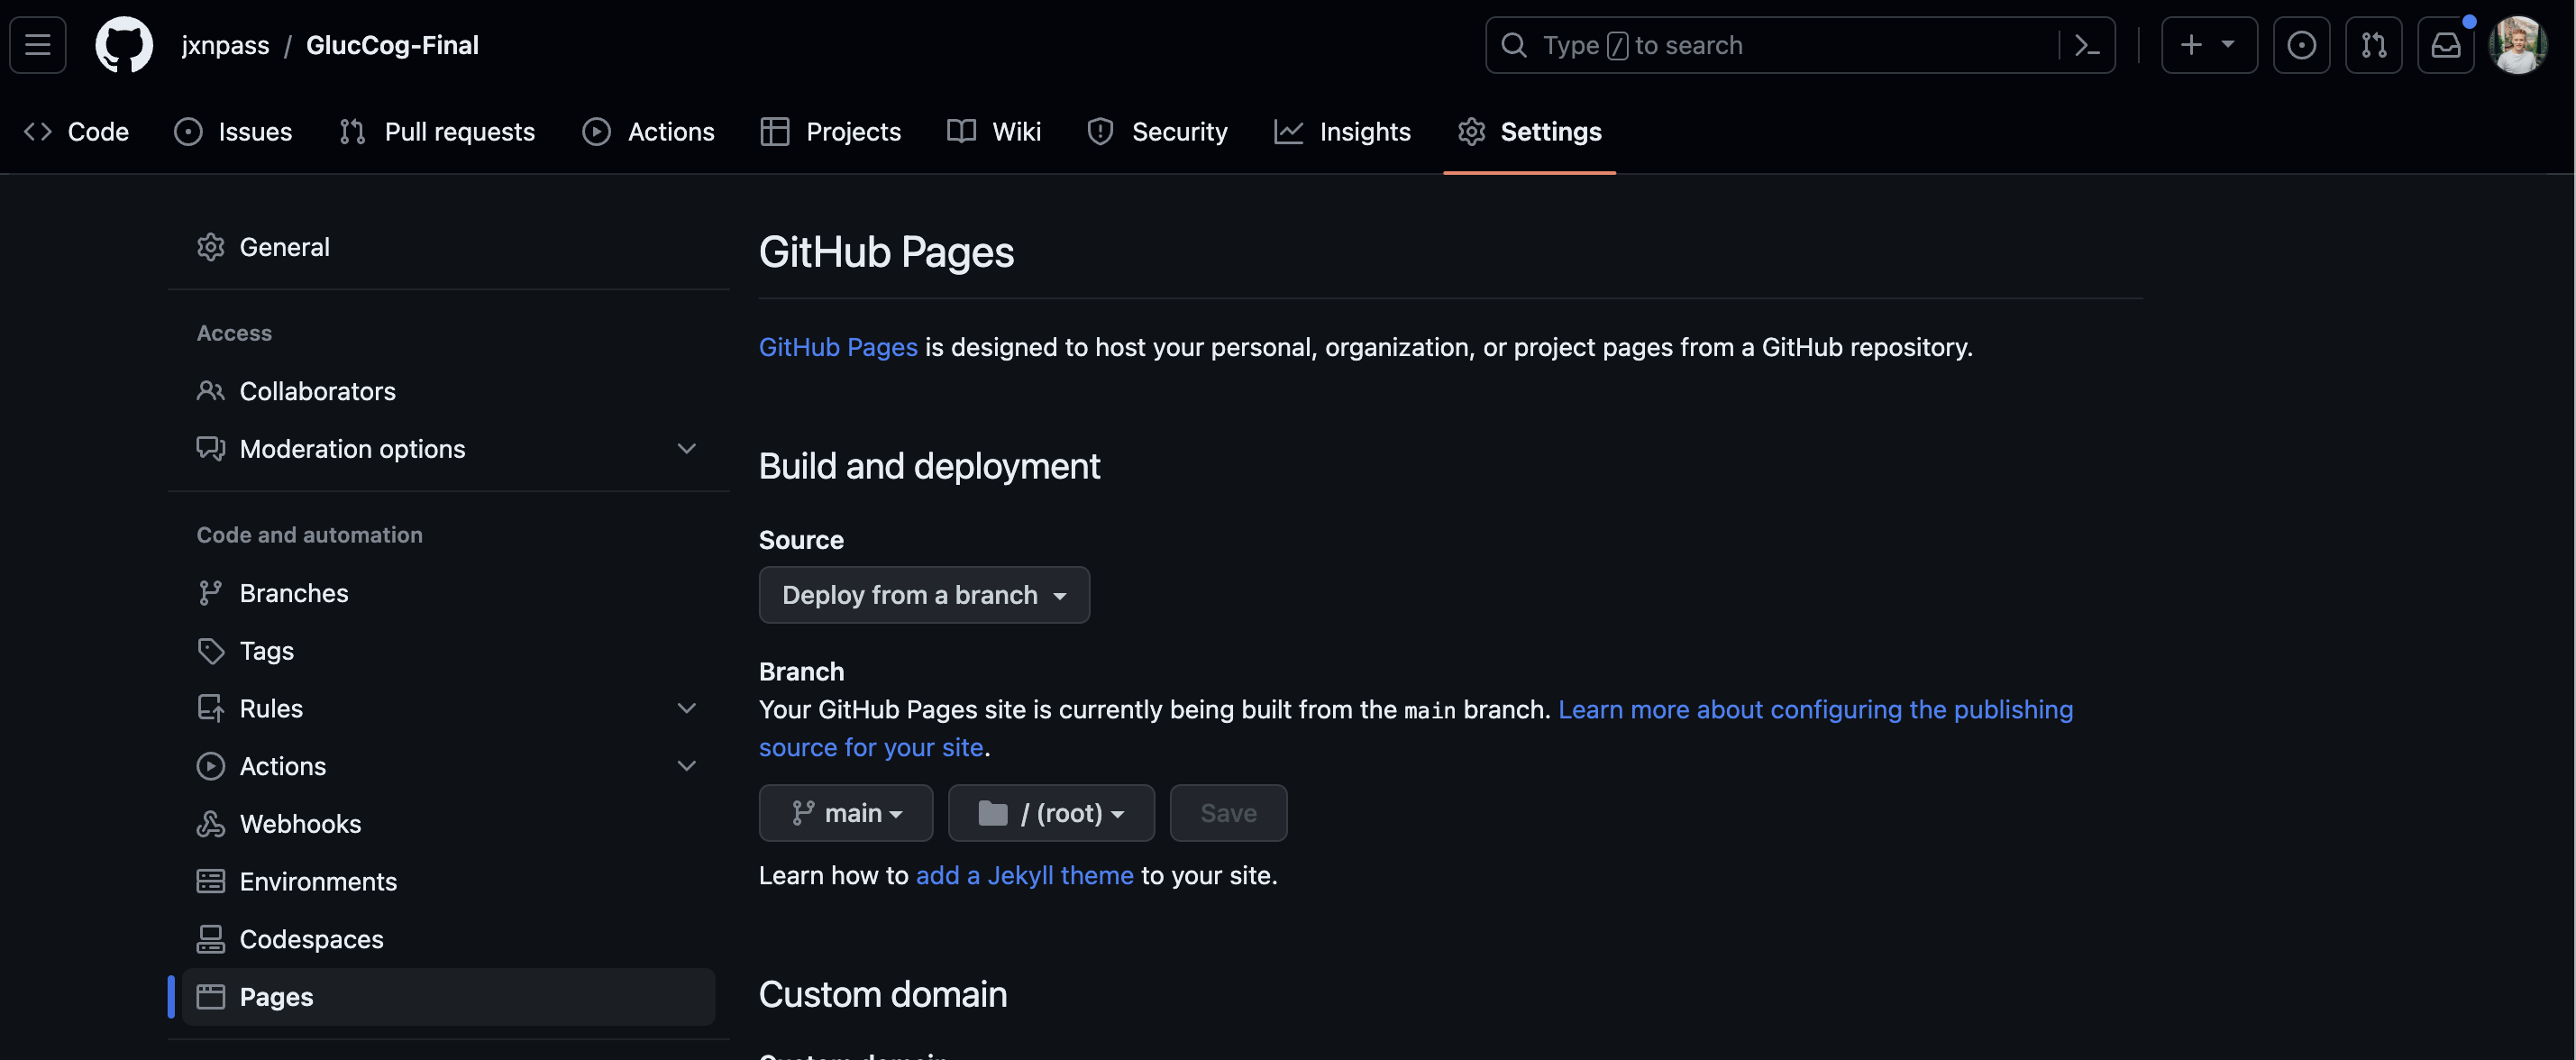 jxnpass / GlucCog-Final
Type / to search
Code
Issues
Pull requests
Actions
Projects
Wiki
Security
Insights
Settings
General
Access
Collaborators
Moderation options
Code and automation
Branches
Tags
Rules
Actions
Webhooks
Environments
Codespaces
Pages
GitHub Pages
GitHub Pages is designed to host your personal, organization, or project pages from a GitHub repository.
Build and deployment
Source
Deploy from a branch
Branch
Your GitHub Pages site is currently being built from the main branch. Learn more about configuring the publishing
source for your site.
main
/ (root)
Save
Learn how to add a Jekyll theme to your site.
Custom domain
Custom domain